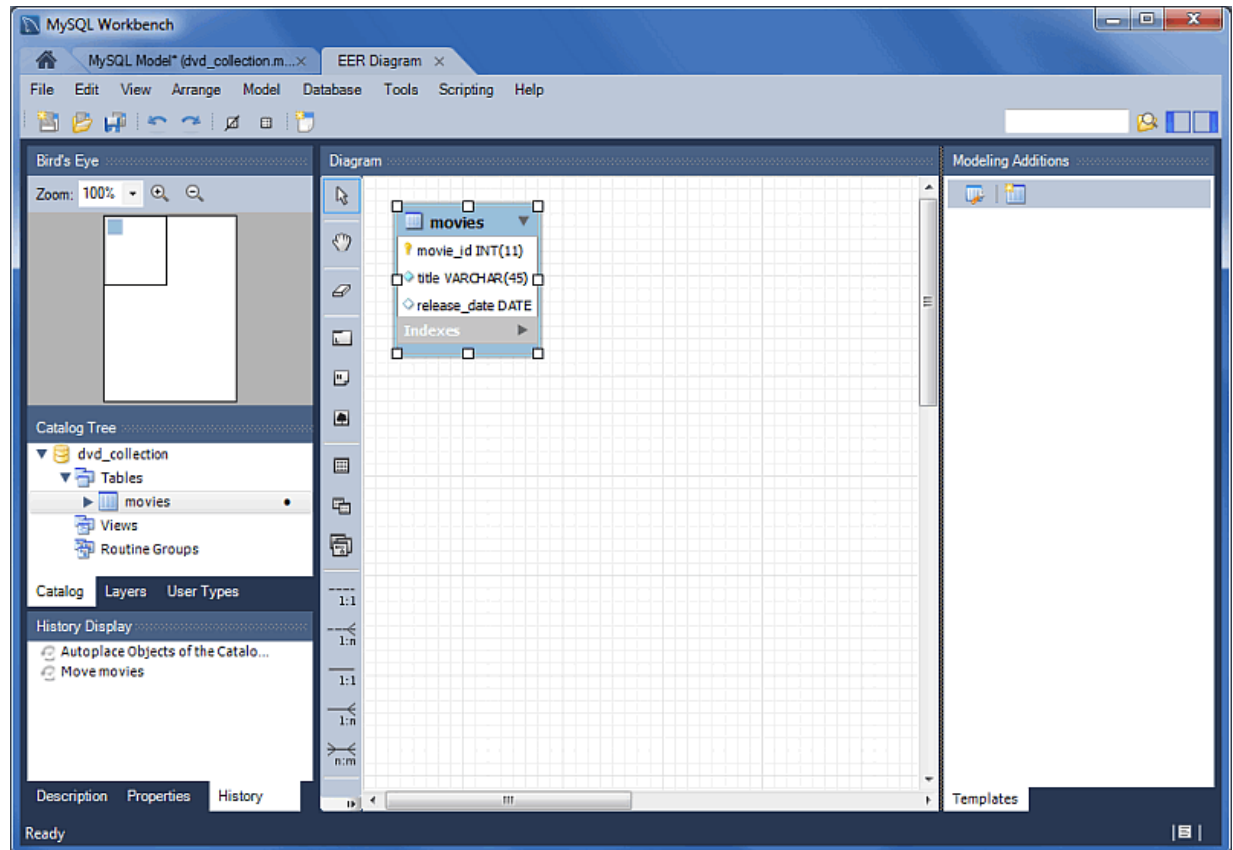 MySQL Workbench
MySQL Model* (dvd_collection.m...×
EER Diagram ×
File Edit View Arrange Model Database Tools Scripting Help
Bird's Eye
Zoom: 100%
Catalog Tree
dvd_collection
Tables
movies
Views
Routine Groups
Catalog Layers User Types
History Display
Autoplace Objects of the Catalo...
Move movies
Description Properties History
Diagram
1:1
1:n
1:1
1:n
n:m
movies
movie_id INT(11)
title VARCHAR(45)
release_date DATE
Indexes
Modeling Additions
Templates
Ready